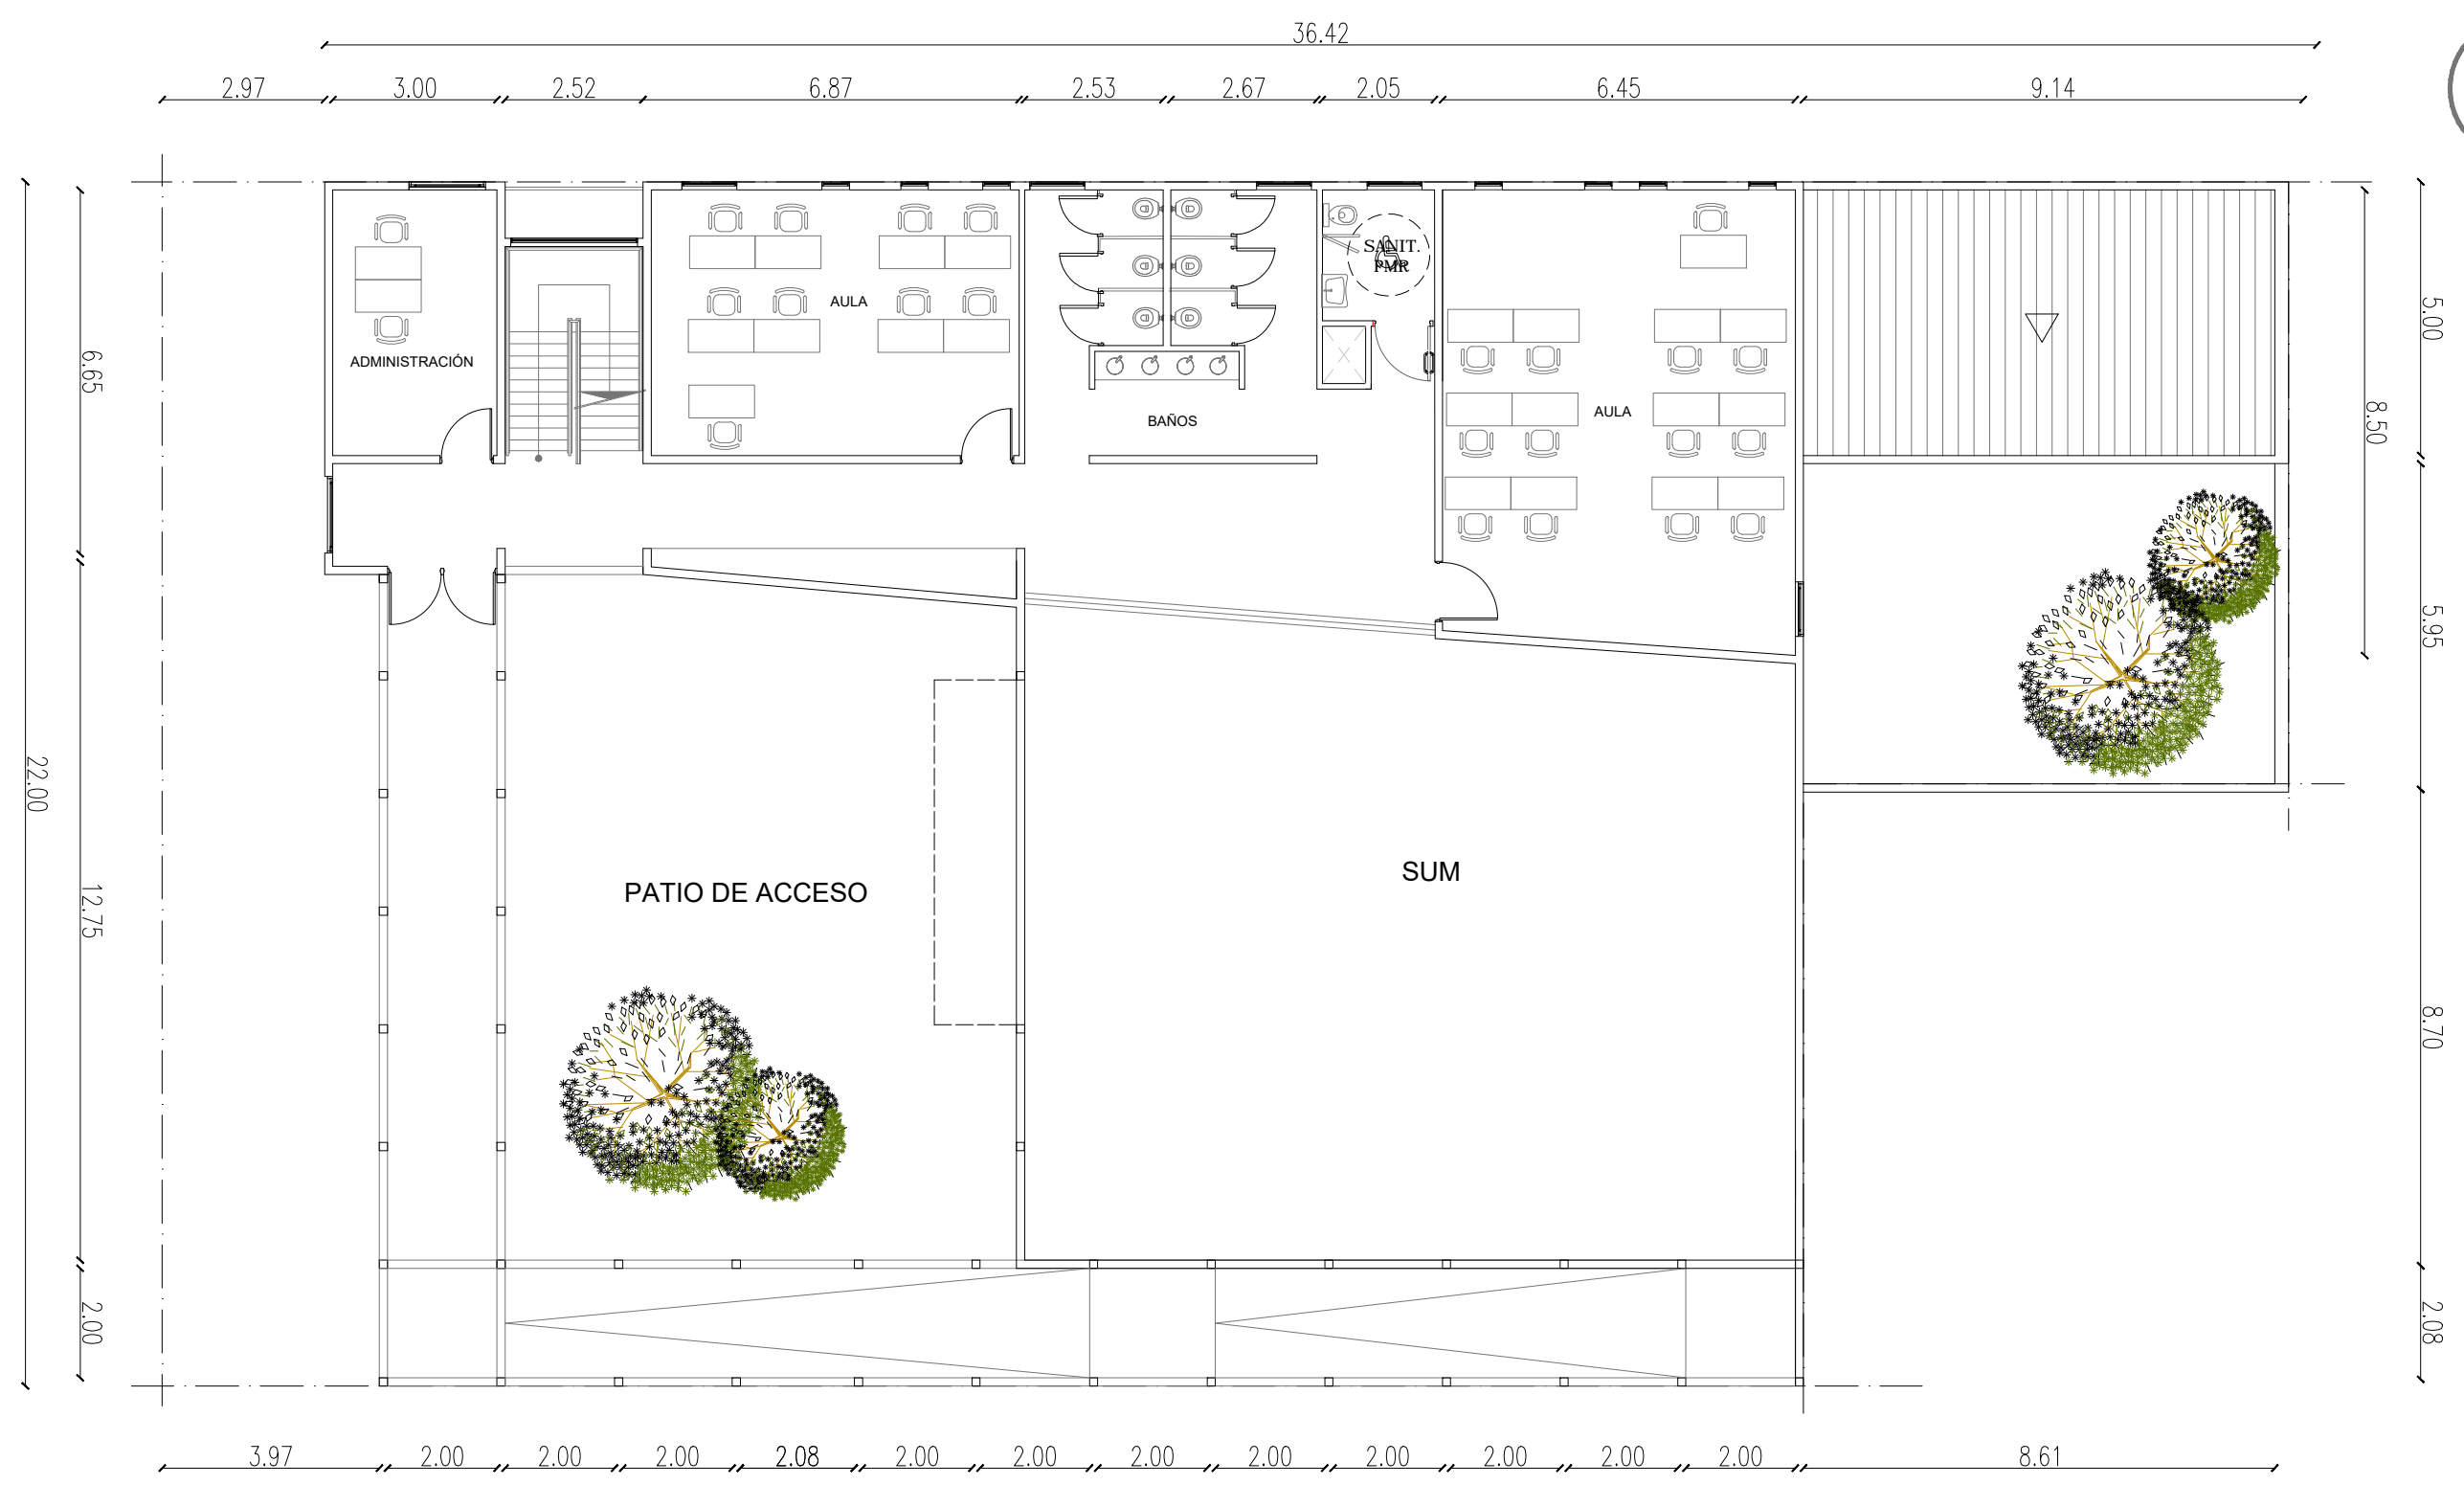 36.42
2.97 3.00 2.52 6.87 2.53 2.67 2.05 6.45 9.14
SANIT.
PMR
AULA
ADMINISTRACIÓN
AULA
BAÑOS
6.65
5.00
8.50
5.95
22.00
12.75
PATIO DE ACCESO
SUM
8.70
2.00
2.08
3.97 2.00 2.00 2.00 2.08 2.00 2.00 2.00 2.00 2.00 2.00 2.00 2.00 8.61